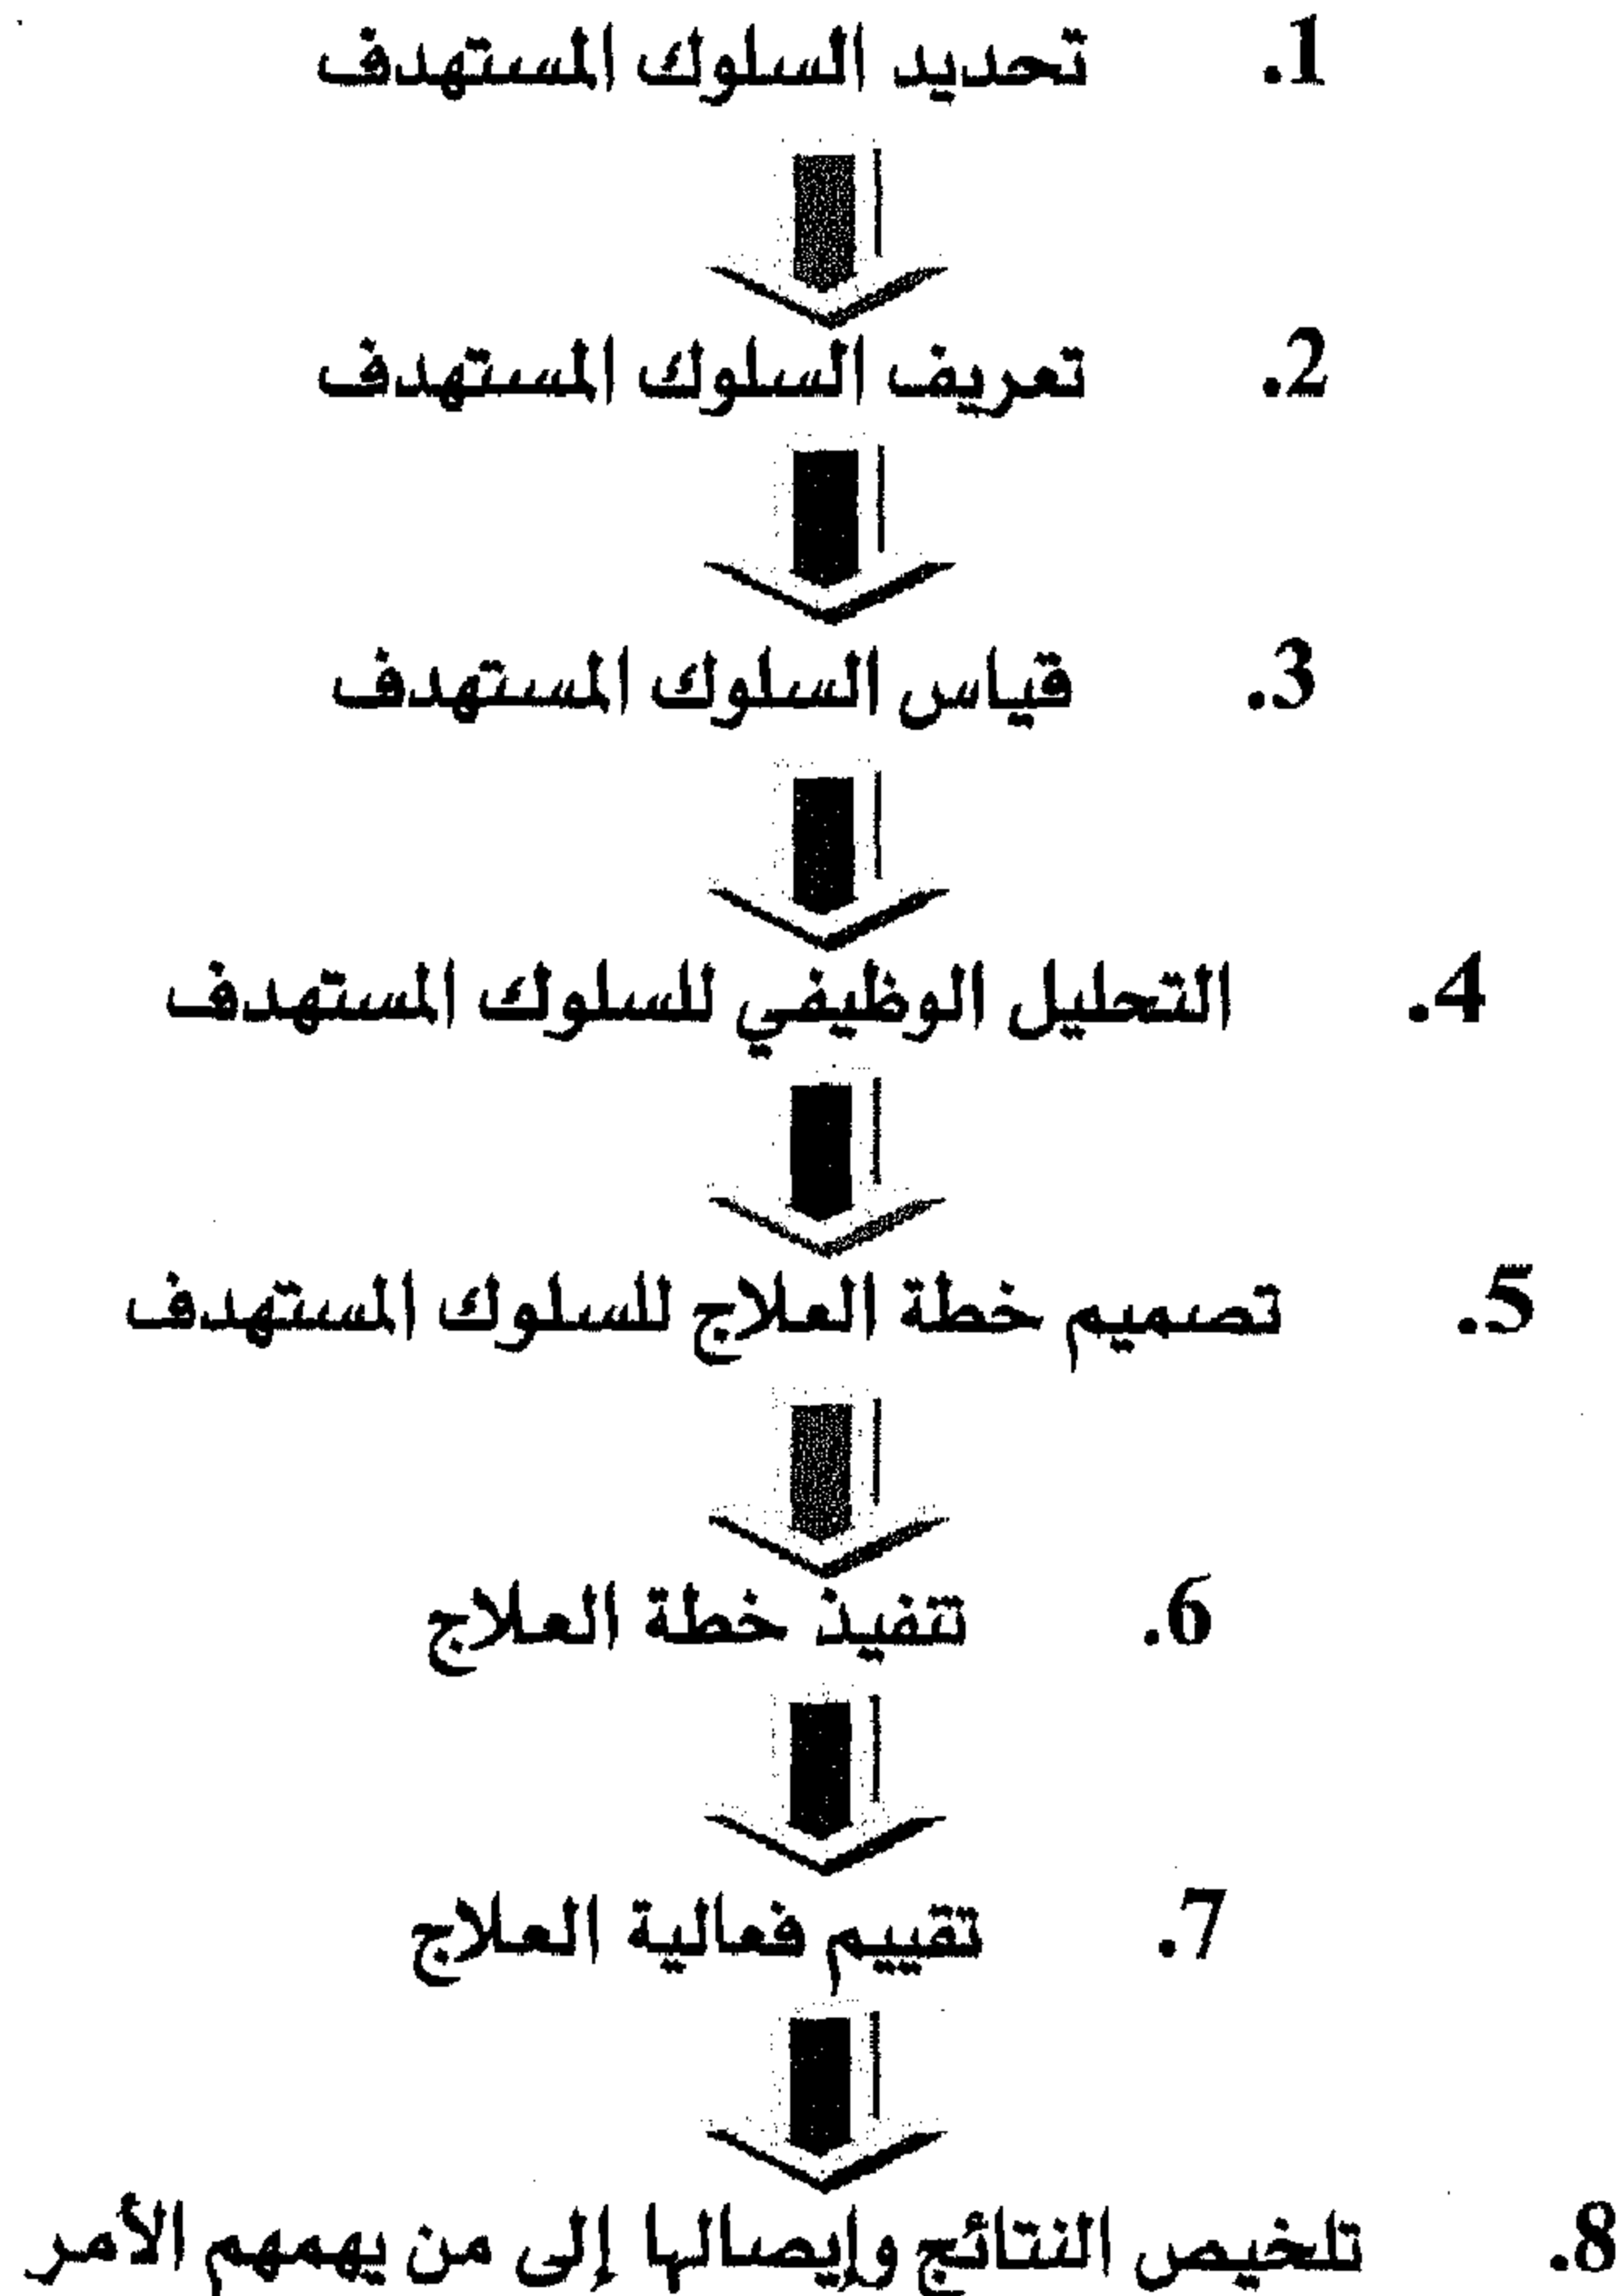 1. تحديد السلوك المستهدف
2. تعريف السلوك المستهدف
3. قياس السلوك المستهدف
4. التحليل الوظيفي للسلوك المستهدف
5. تصميم خطة العلاج للسلوك المستهدف
6. تنفيذ خطة العلاج
7. تقييم فعالية العلاج
8. تلخيص النتائج وإيصالها إلى من يهمهم الأمر